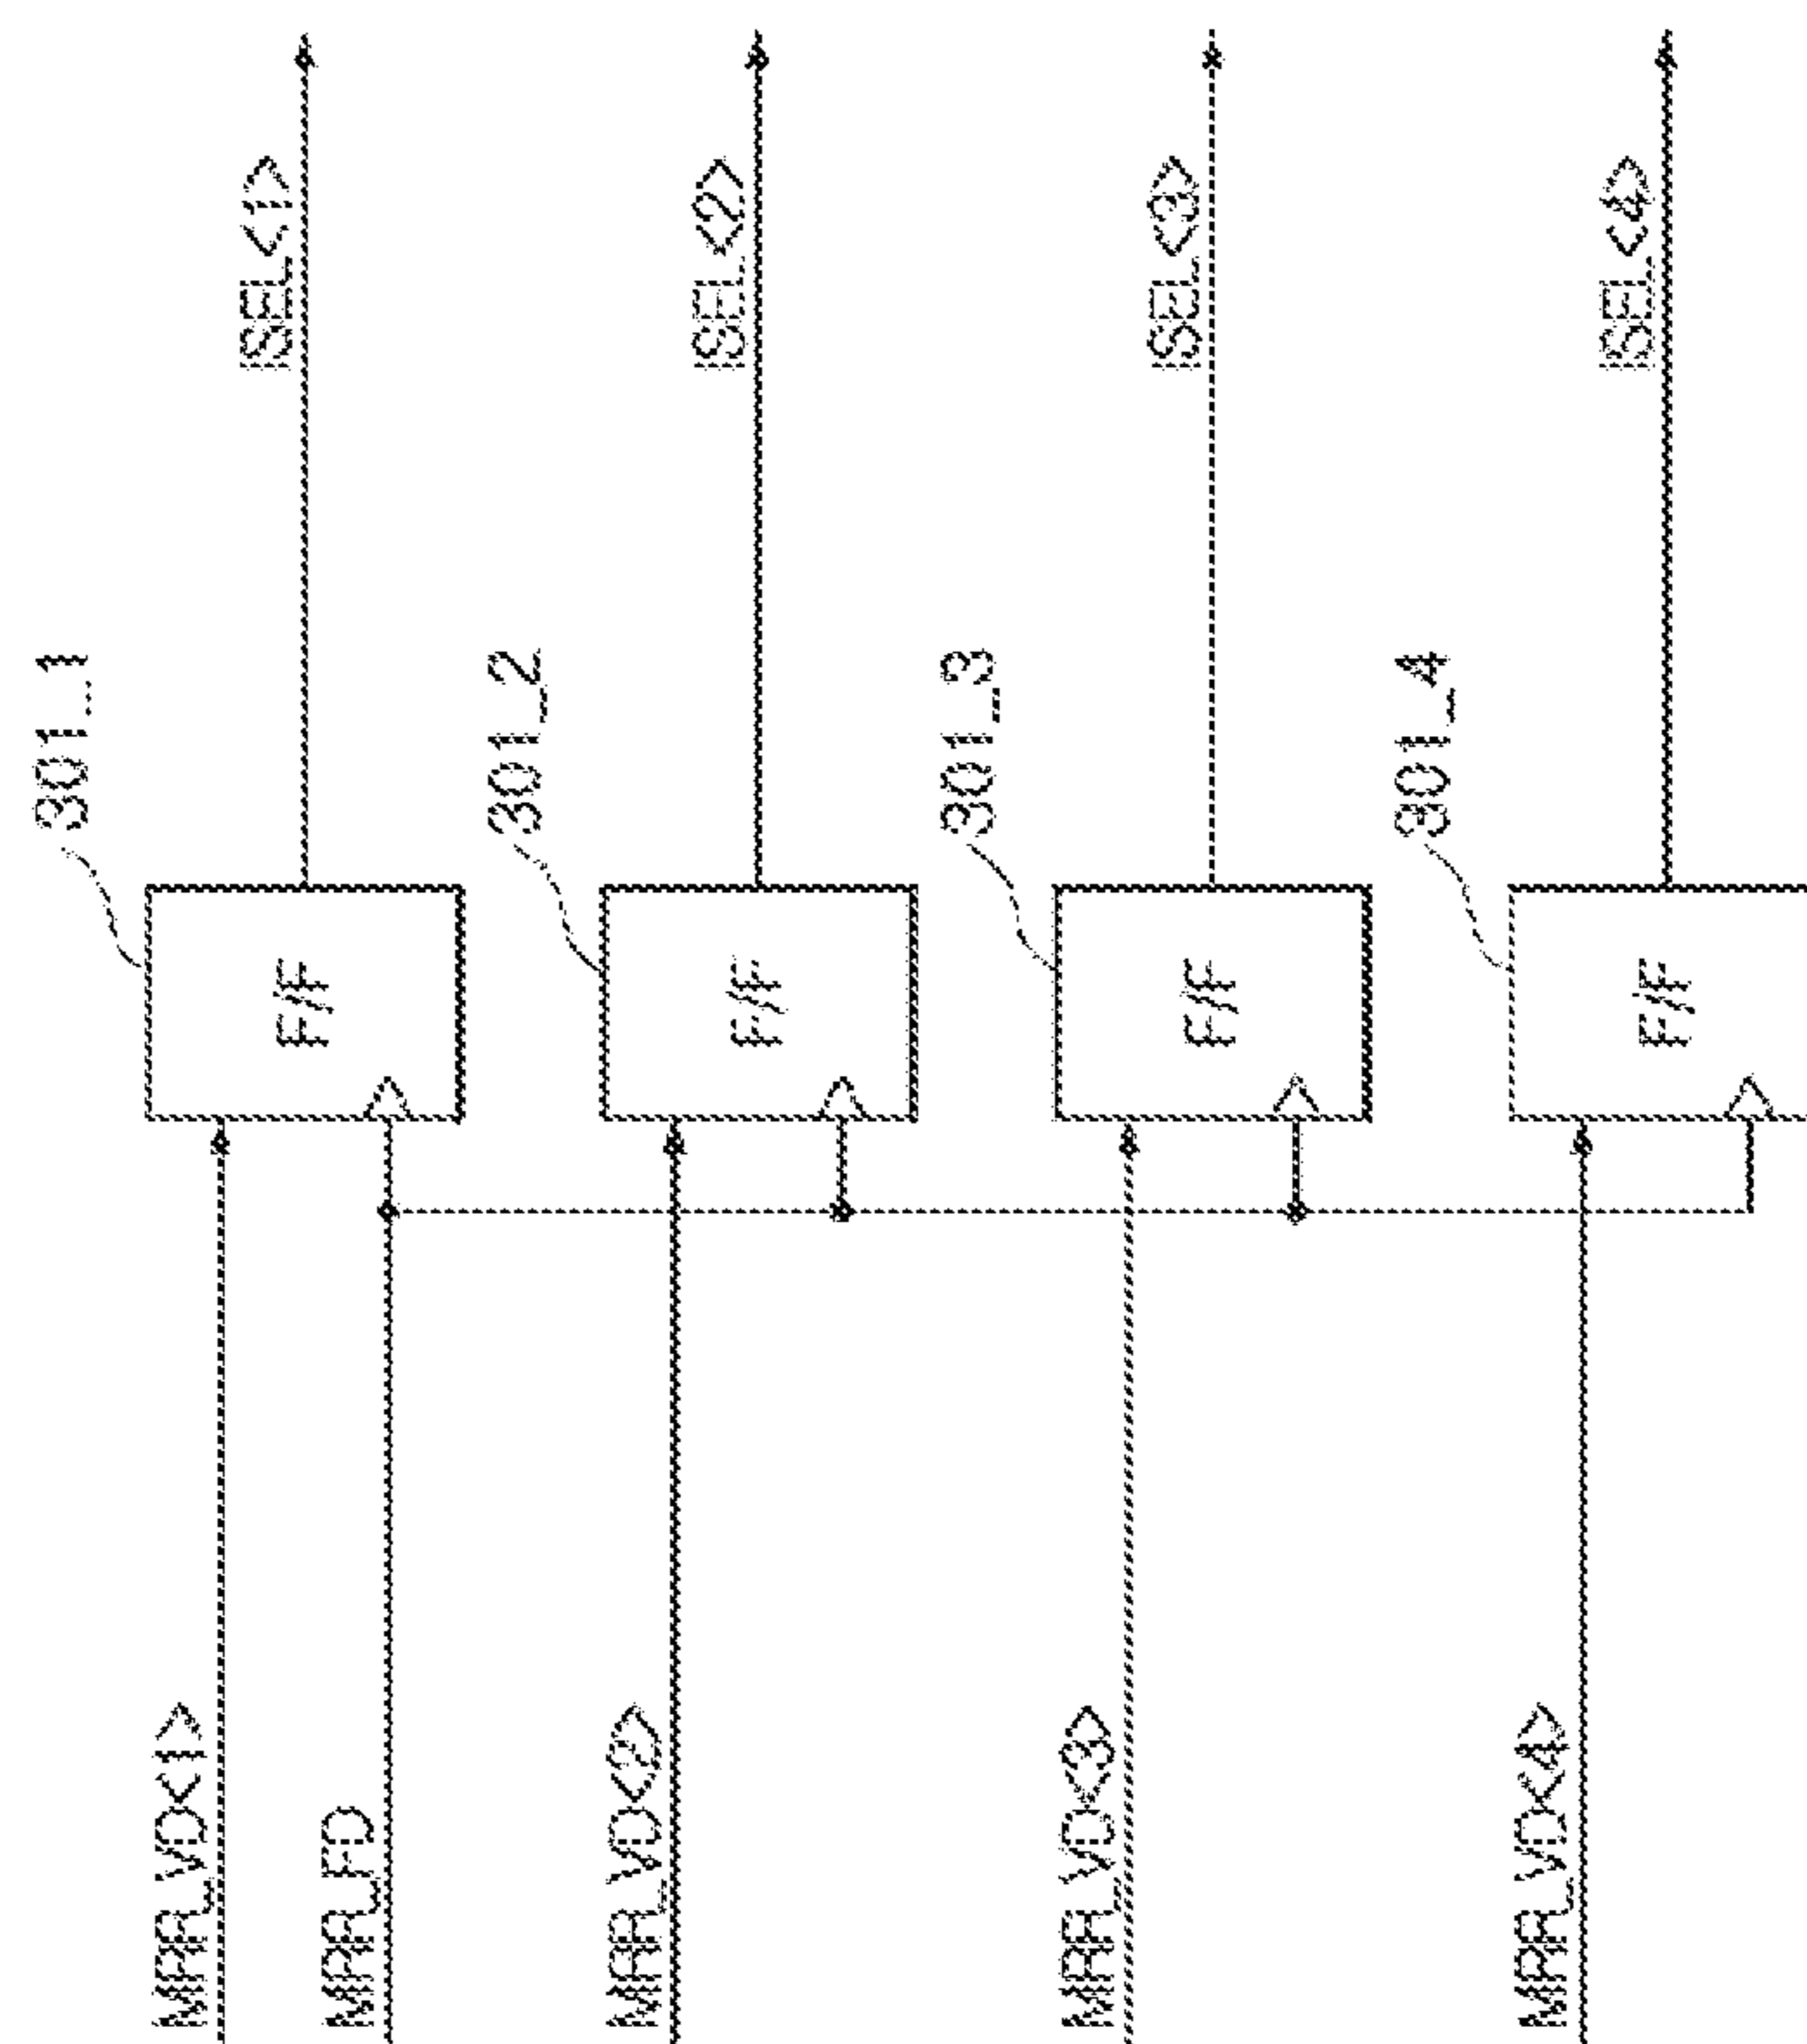 301_1
MRR_VD<1>
F/F
ISEL<1>
MRR_FD
301_2
MRR_VD<2>
F/F
ISEL<2>
301_3
MRR_VD<3>
F/F
ISEL<3>
301_4
MRR_VD<4>
F/F
ISEL<4>